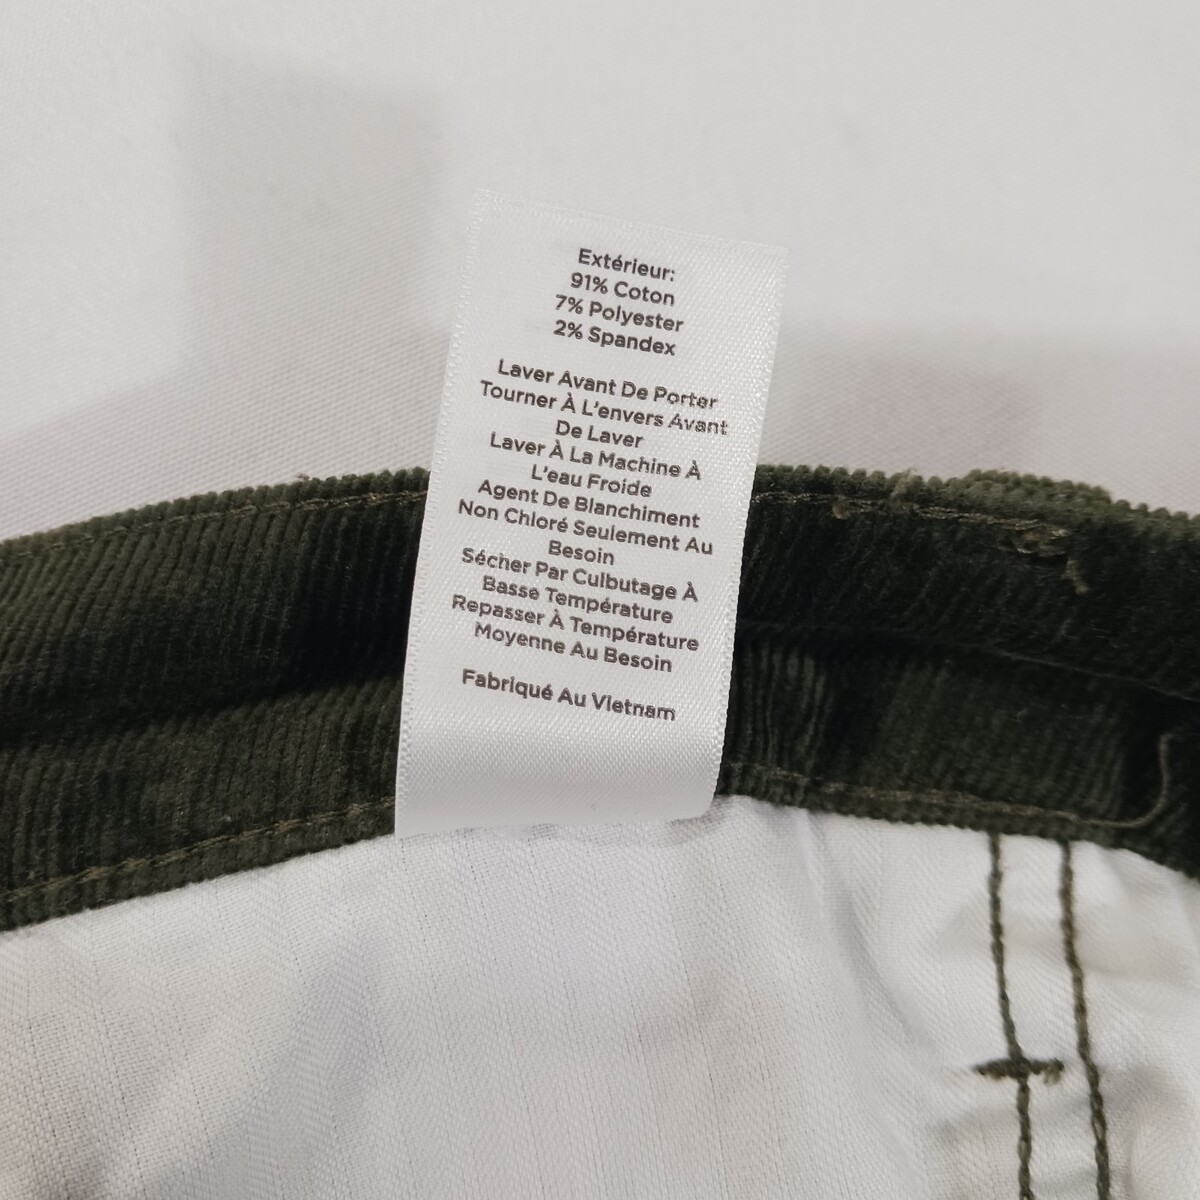 Extérieur:
91% Coton
7% Polyester
2% Spandex
Laver Avant De Porter
Tourner À L'envers Avant
De Laver
Laver À La Machine À
L'eau Froide
Agent De Blanchiment
Non Chloré Seulement Au
Besoin
Sécher Par Culbutage À
Basse Température
Repasser À Température
Moyenne Au Besoin
Fabriqué Au Vietnam